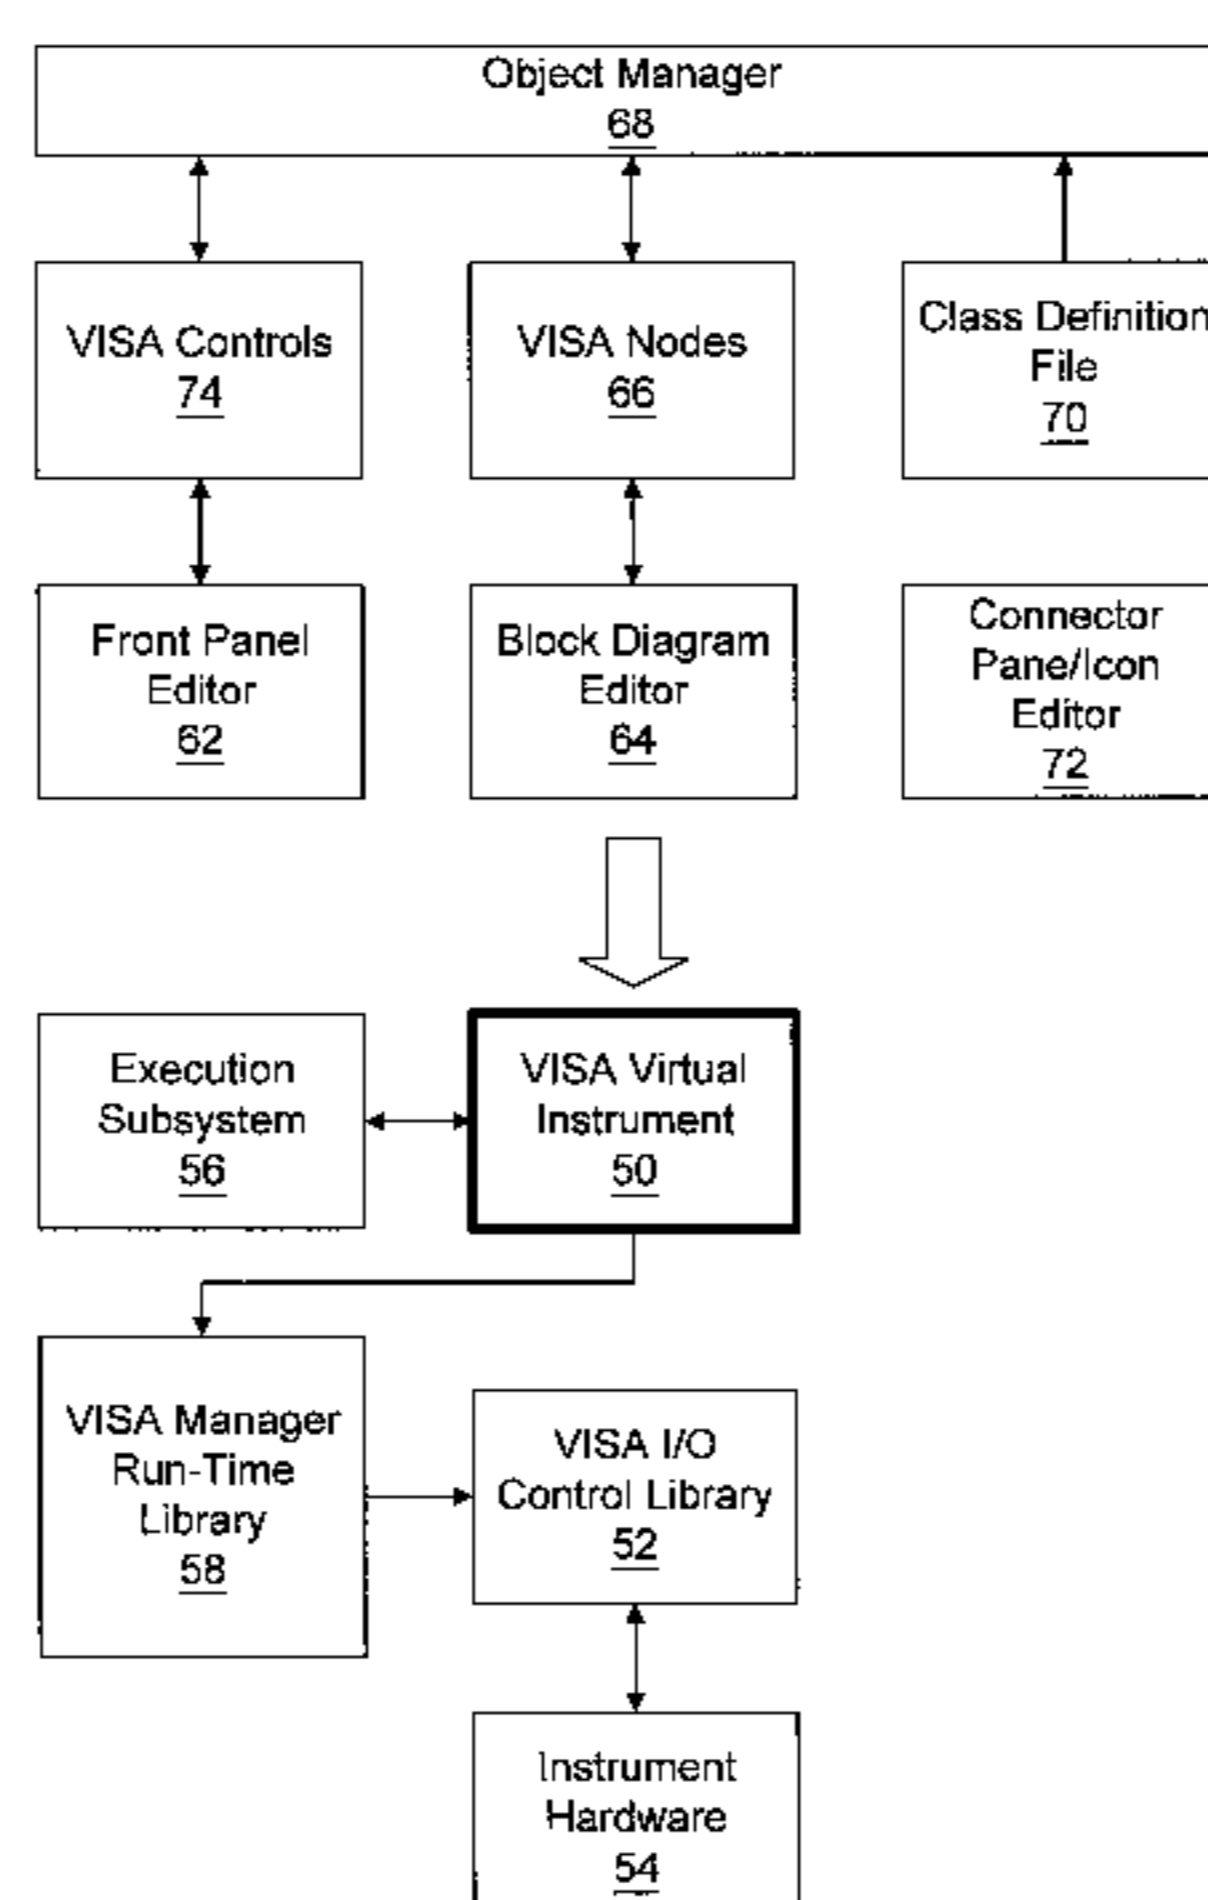 Object Manager
68
VISA Controls
74
VISA Nodes
66
Class Definition
File
70
Front Panel
Editor
62
Block Diagram
Editor
64
Connector
Pane/Icon
Editor
72
Execution
Subsystem
56
VISA Virtual
Instrument
50
VISA Manager
Run-Time
Library
58
VISA I/O
Control Library
52
Instrument
Hardware
54